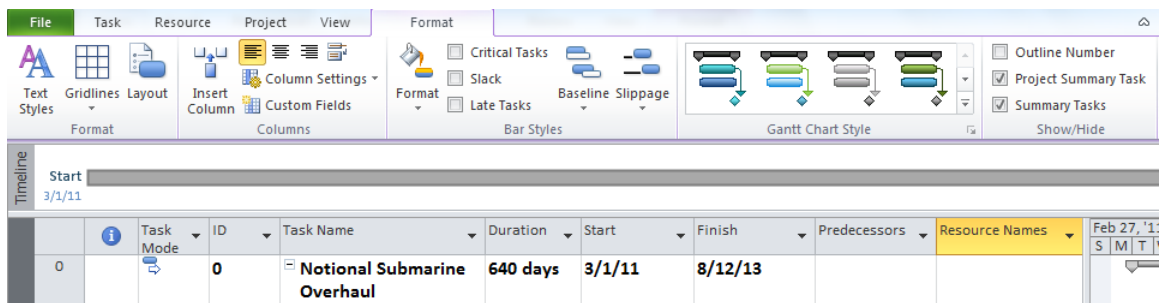 File Task Resource Project View Format
Critical Tasks Outline Number
Column Settings Slack Project Summary Task
Text Styles Gridlines Layout Insert Column Custom Fields Format Late Tasks Baseline Slippage Summary Tasks
Format Columns Bar Styles Gantt Chart Style Show/Hide
Timeline
Start
3/1/11
Task Mode ID Task Name Duration Start Finish Predecessors Resource Names Feb 27, '11
S M T
0 0 Notional Submarine 640 days 3/1/11 8/12/13
Overhaul